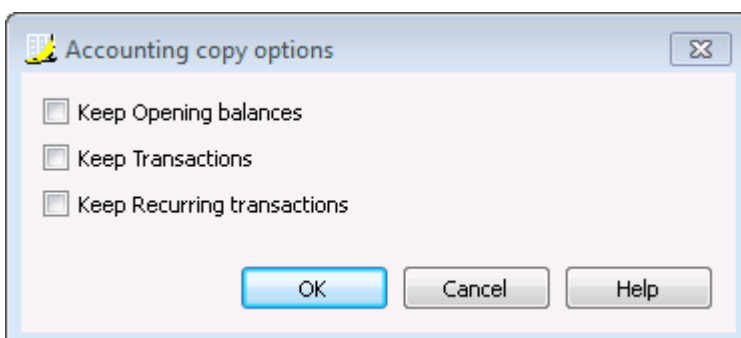 Accounting copy options
Keep Opening balances
Keep Transactions
Keep Recurring transactions
OK Cancel Help